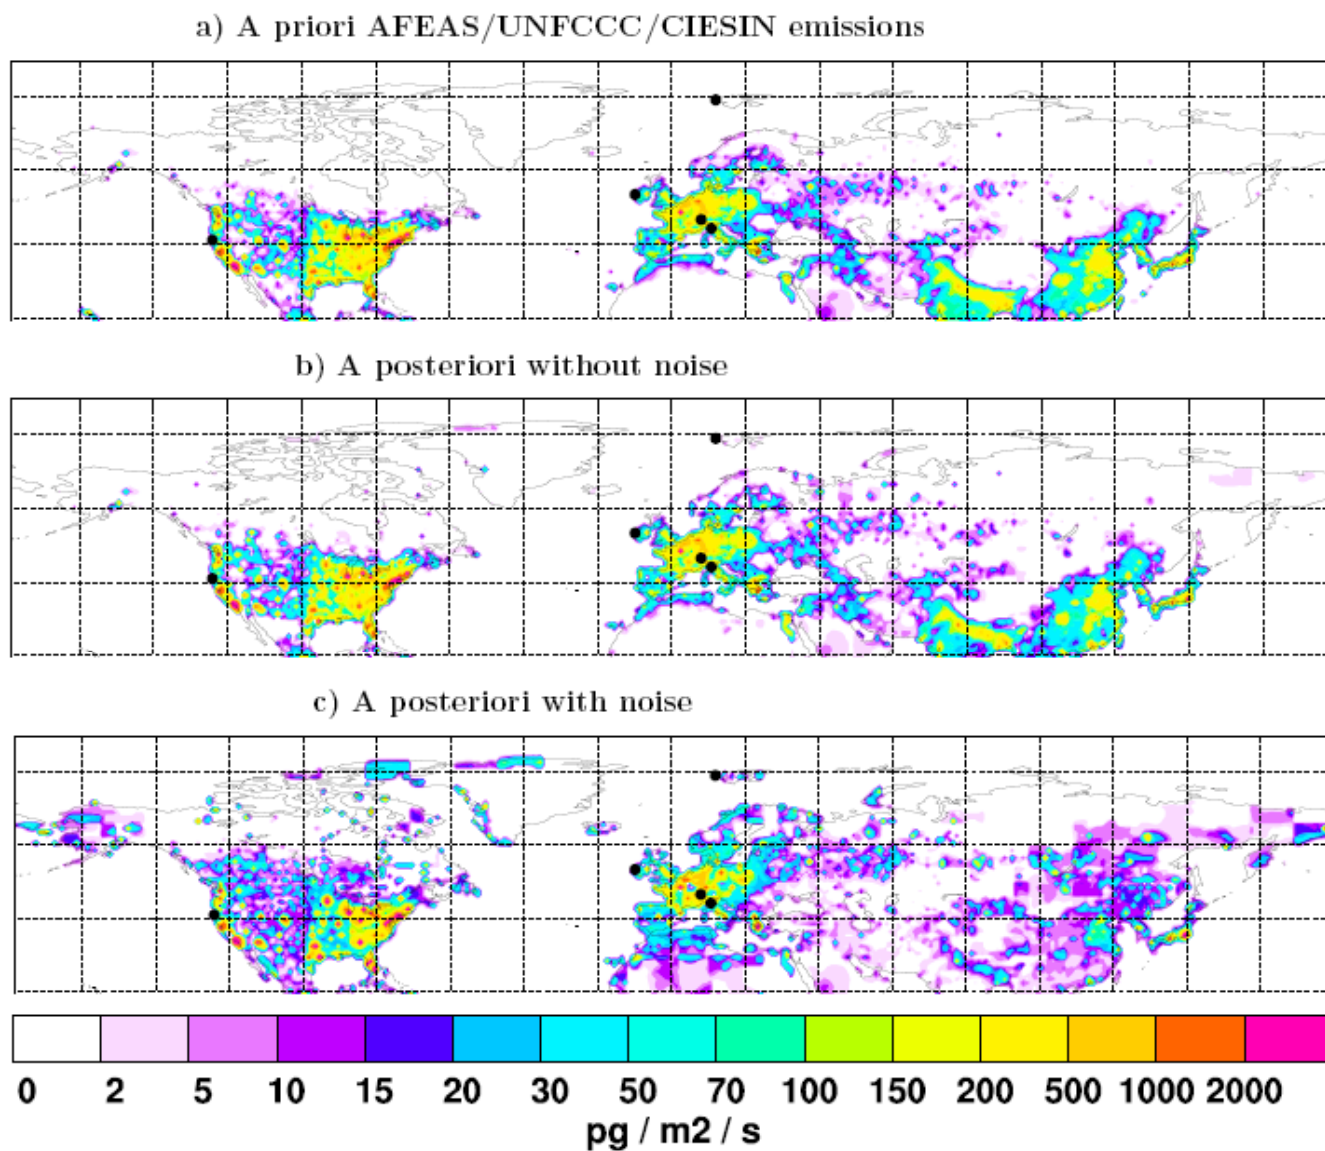 a) A priori AFEAS/UNFCCC/CIESIN emissions
b) A posteriori without noise
c) A posteriori with noise
0 2 5 10 15 20 30 50 70 100 150 200 500 1000 2000
pg / m2 / s